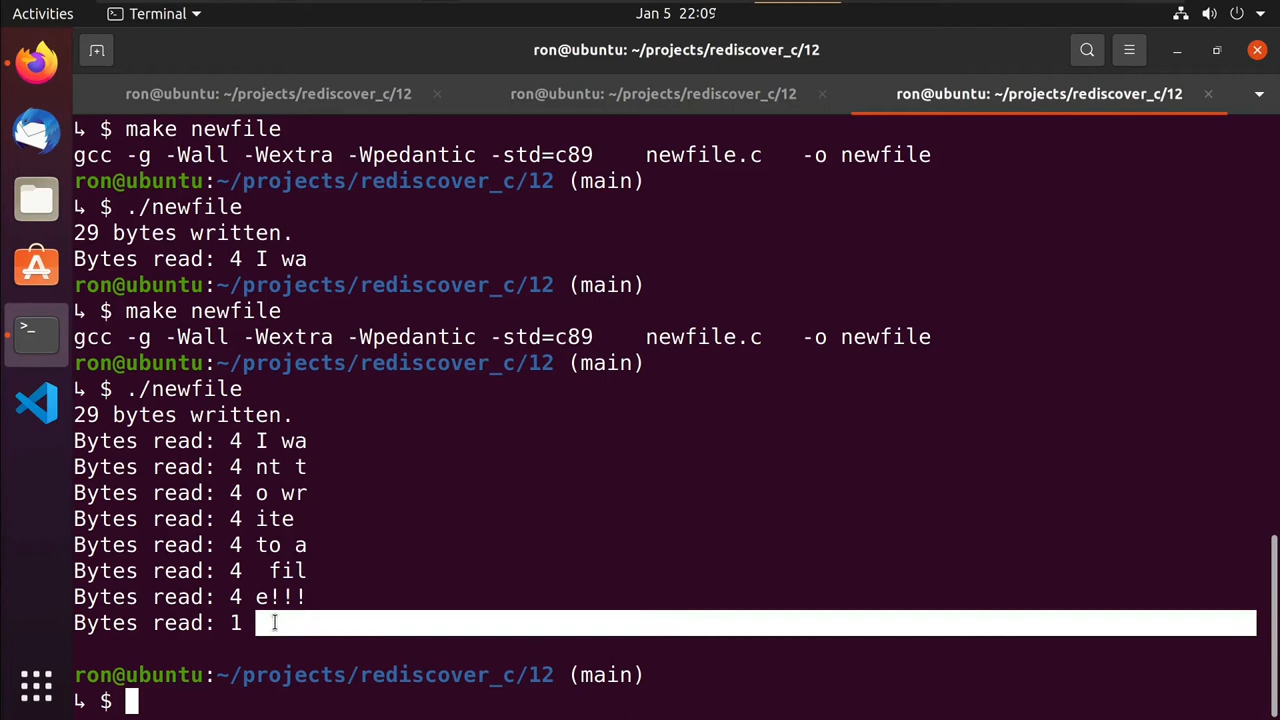 Activities
Terminal
Jan 5 22:09
ron@ubuntu: ~/projects/rediscover_c/12
ron@ubuntu: ~/projects/rediscover_c/12
ron@ubuntu: ~/projects/rediscover_c/12
ron@ubuntu: ~/projects/rediscover_c/12
↳ $ make newfile
gcc -g -Wall -Wextra -Wpedantic -std=c89    newfile.c   -o newfile
ron@ubuntu:~/projects/rediscover_c/12 (main)
↳ $ ./newfile
29 bytes written.
Bytes read: 4 I wa
ron@ubuntu:~/projects/rediscover_c/12 (main)
↳ $ make newfile
gcc -g -Wall -Wextra -Wpedantic -std=c89    newfile.c   -o newfile
ron@ubuntu:~/projects/rediscover_c/12 (main)
↳ $ ./newfile
29 bytes written.
Bytes read: 4 I wa
Bytes read: 4 nt t
Bytes read: 4 o wr
Bytes read: 4 ite
Bytes read: 4 to a
Bytes read: 4  fil
Bytes read: 4 e!!!
Bytes read: 1
ron@ubuntu:~/projects/rediscover_c/12 (main)
↳ $